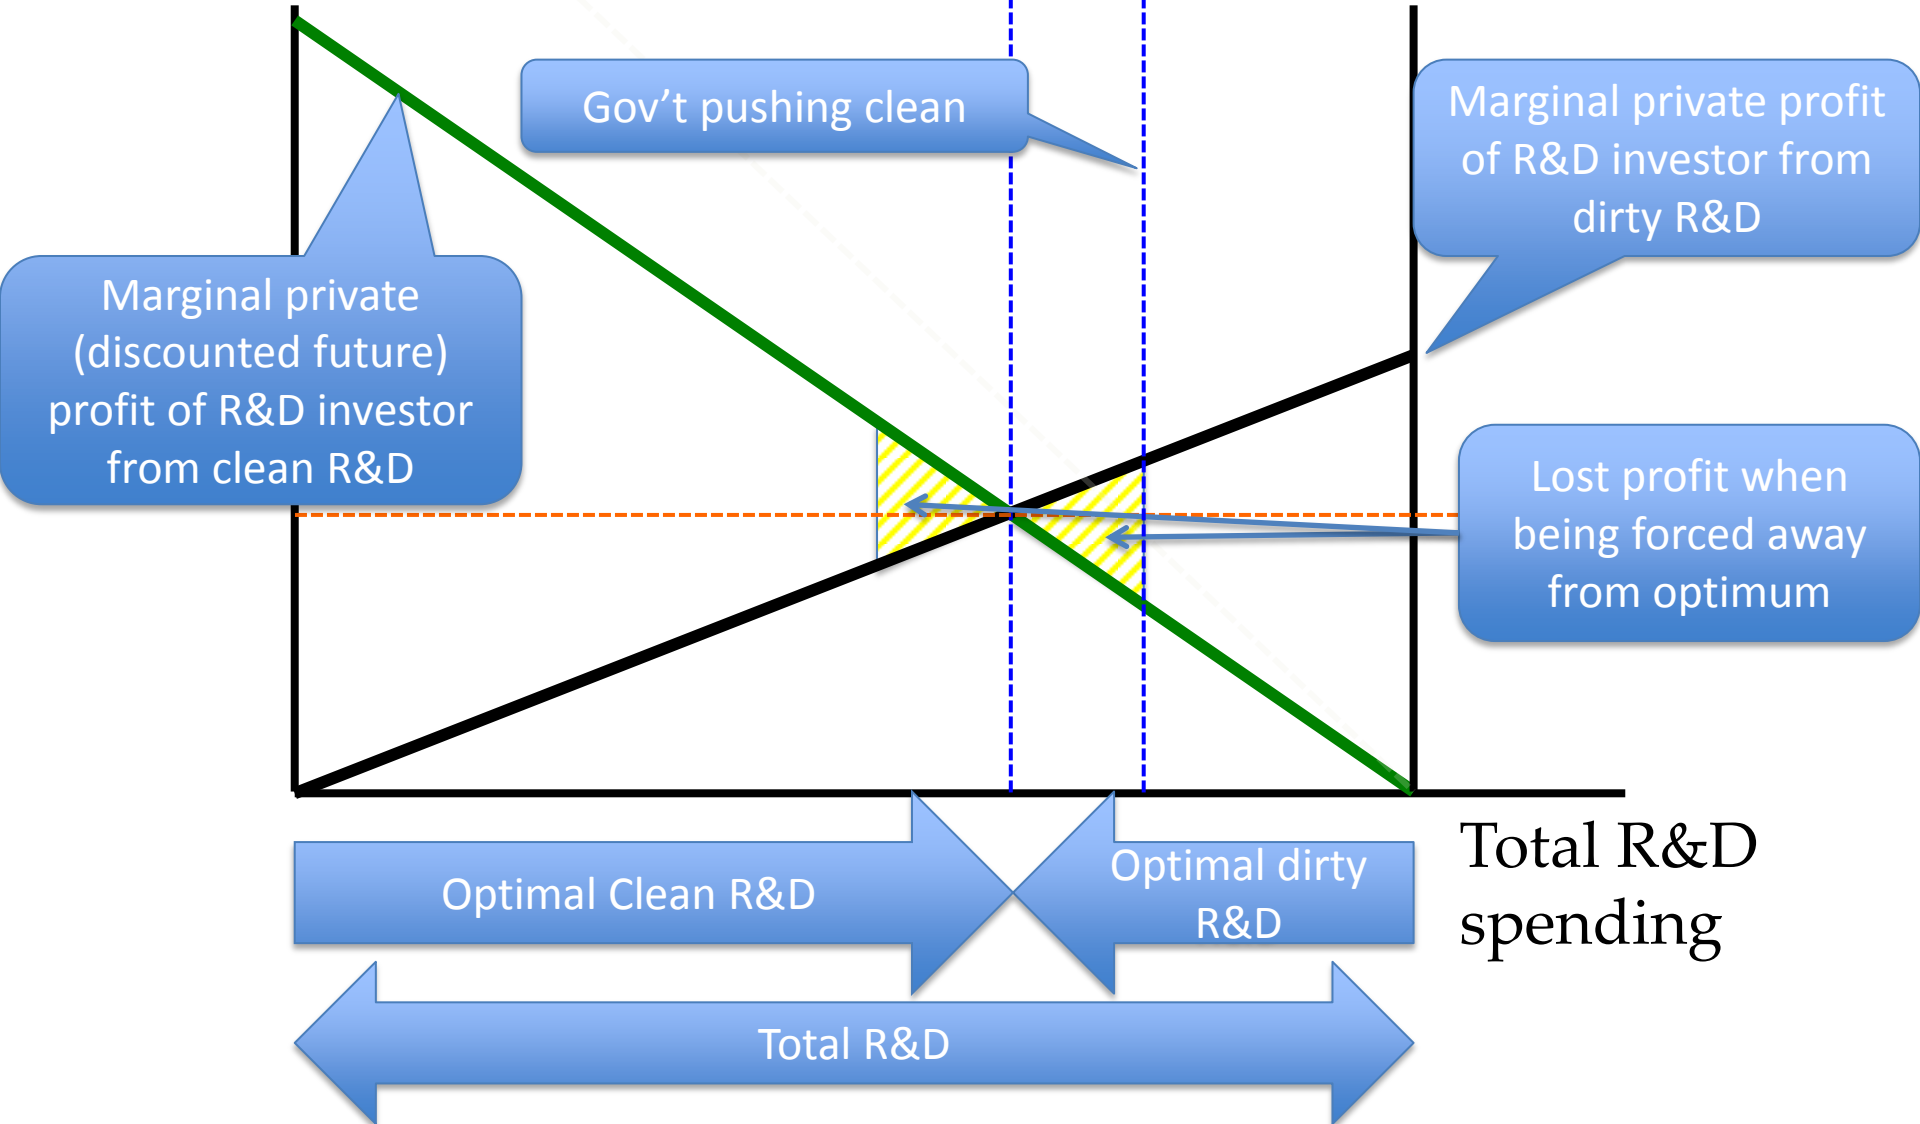 Gov’t pushing clean
Marginal private profit
of R&D investor from
dirty R&D
Marginal private
(discounted future)
profit of R&D investor
from clean R&D
Lost profit when
being forced away
from optimum
Optimal Clean R&D
Optimal dirty
R&D
Total R&D
spending
Total R&D